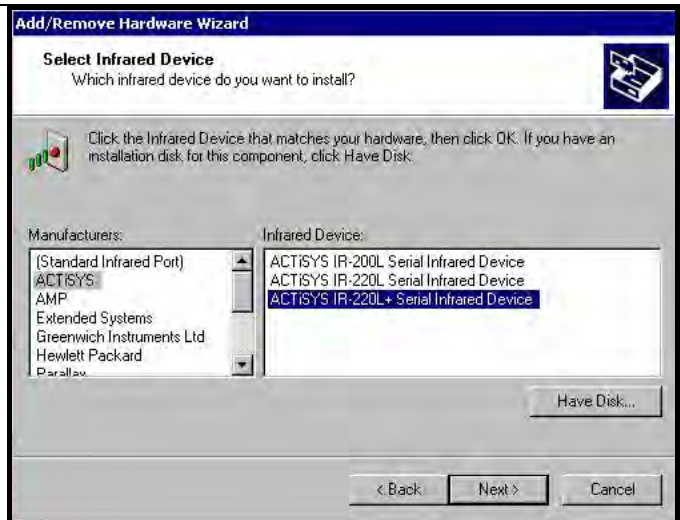 Add/Remove Hardware Wizard
Select Infrared Device
Which infrared device do you want to install?
Click the Infrared Device that matches your hardware, then click OK. If you have an
installation disk for this component, click Have Disk.
Manufacturers:
(Standard Infrared Port)
ACTiSYS
AMP
Extended Systems
Greenwich Instruments Ltd
Hewlett Packard
Parallax
Infrared Device:
ACTiSYS IR-200L Serial Infrared Device
ACTiSYS IR-220L Serial Infrared Device
ACTiSYS IR-220L+ Serial Infrared Device
Have Disk...
< Back
Next >
Cancel